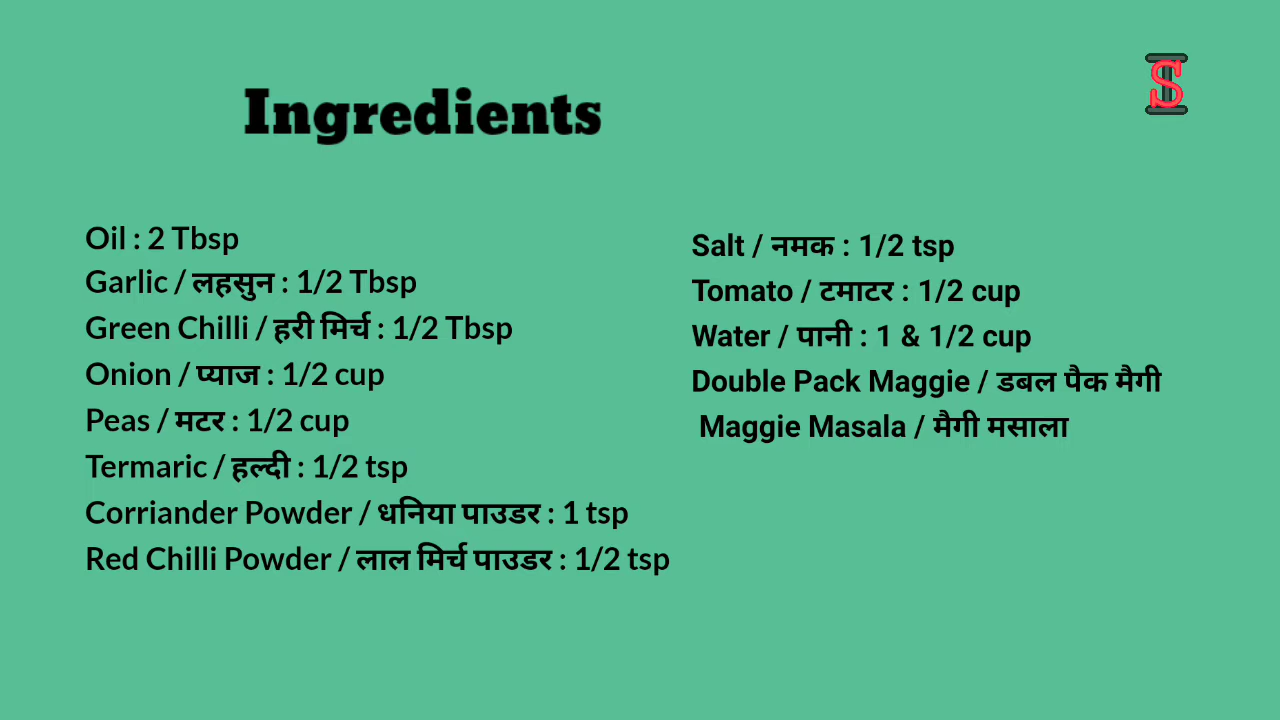 Ingredients
Oil : 2 Tbsp
Garlic / लहसुन : 1/2 Tbsp
Green Chilli / हरी मिर्च : 1/2 Tbsp
Onion / प्याज : 1/2 cup
Peas / मटर : 1/2 cup
Termaric / हल्दी : 1/2 tsp
Corriander Powder / धनिया पाउडर : 1 tsp
Red Chilli Powder / लाल मिर्च पाउडर : 1/2 tsp
Salt / नमक : 1/2 tsp
Tomato / टमाटर : 1/2 cup
Water / पानी : 1 & 1/2 cup
Double Pack Maggie / डबल पैक मैगी
Maggie Masala / मैगी मसाला